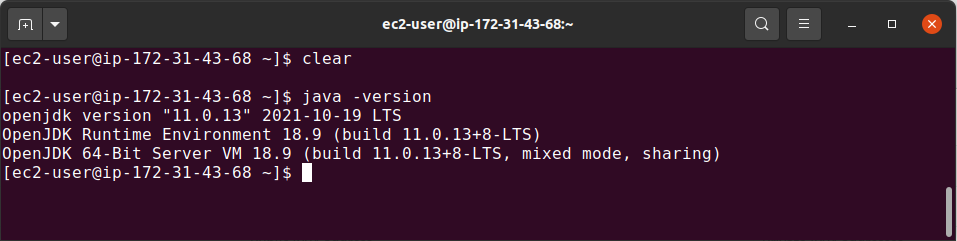 ec2-user@ip-172-31-43-68:~
[ec2-user@ip-172-31-43-68 ~]$ clear
[ec2-user@ip-172-31-43-68 ~]$ java -version
openjdk version "11.0.13" 2021-10-19 LTS
OpenJDK Runtime Environment 18.9 (build 11.0.13+8-LTS)
OpenJDK 64-Bit Server VM 18.9 (build 11.0.13+8-LTS, mixed mode, sharing)
[ec2-user@ip-172-31-43-68 ~]$